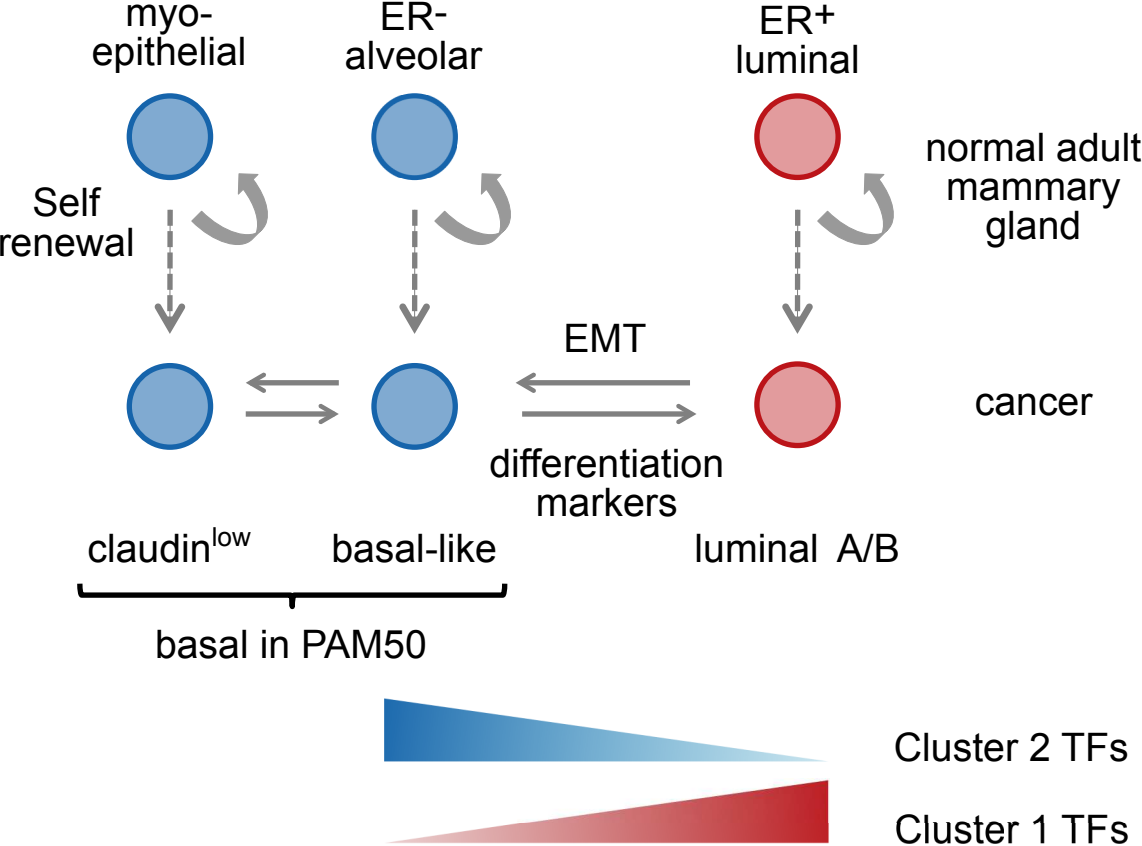 myo-
epithelial
ER-
alveolar
ER+
luminal
normal adult
mammary
gland
Self
renewal
EMT
cancer
differentiation
markers
claudinlow
basal-like
luminal A/B
basal in PAM50
Cluster 2 TFs
Cluster 1 TFs